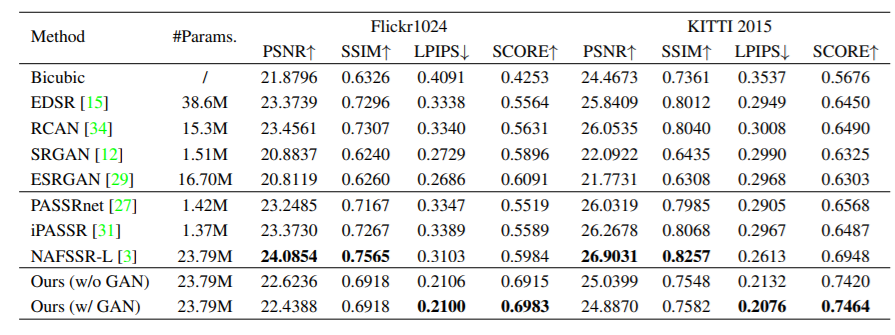 Method #Params. Flickr1024 KITTI 2015
PSNR↑ SSIM↑ LPIPS↓ SCORE↑ PSNR↑ SSIM↑ LPIPS↓ SCORE↑
Bicubic / 21.8796 0.6326 0.4091 0.4253 24.4673 0.7361 0.3537 0.5676
EDSR [15] 38.6M 23.3739 0.7296 0.3338 0.5564 25.8409 0.8012 0.2949 0.6450
RCAN [34] 15.3M 23.4561 0.7307 0.3340 0.5631 26.0535 0.8040 0.3008 0.6490
SRGAN [12] 1.51M 20.8837 0.6240 0.2729 0.5896 22.0922 0.6435 0.2990 0.6325
ESRGAN [29] 16.70M 20.8119 0.6260 0.2686 0.6091 21.7731 0.6308 0.2968 0.6303
PASSRnet [27] 1.42M 23.2485 0.7167 0.3347 0.5519 26.0319 0.7985 0.2905 0.6568
iPASSR [31] 1.37M 23.3730 0.7267 0.3389 0.5589 26.2678 0.8068 0.2967 0.6487
NAFSSR-L [3] 23.79M 24.0854 0.7565 0.3103 0.5984 26.9031 0.8257 0.2613 0.6948
Ours (w/o GAN) 23.79M 22.6236 0.6918 0.2106 0.6915 25.0399 0.7548 0.2132 0.7420
Ours (w/ GAN) 23.79M 22.4388 0.6918 0.2100 0.6983 24.8870 0.7582 0.2076 0.7464